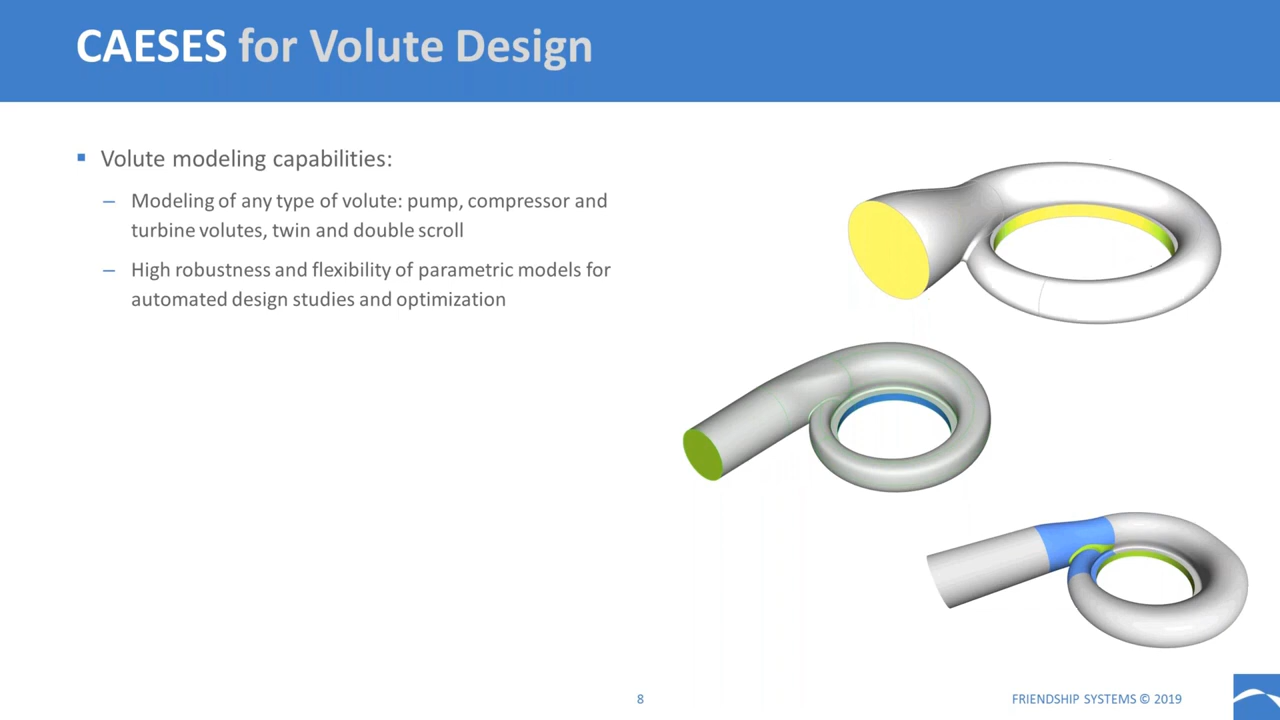 CAESES for Volute Design
▪ Volute modeling capabilities:
– Modeling of any type of volute: pump, compressor and
turbine volutes, twin and double scroll
– High robustness and flexibility of parametric models for
automated design studies and optimization
8
FRIENDSHIP SYSTEMS © 2019